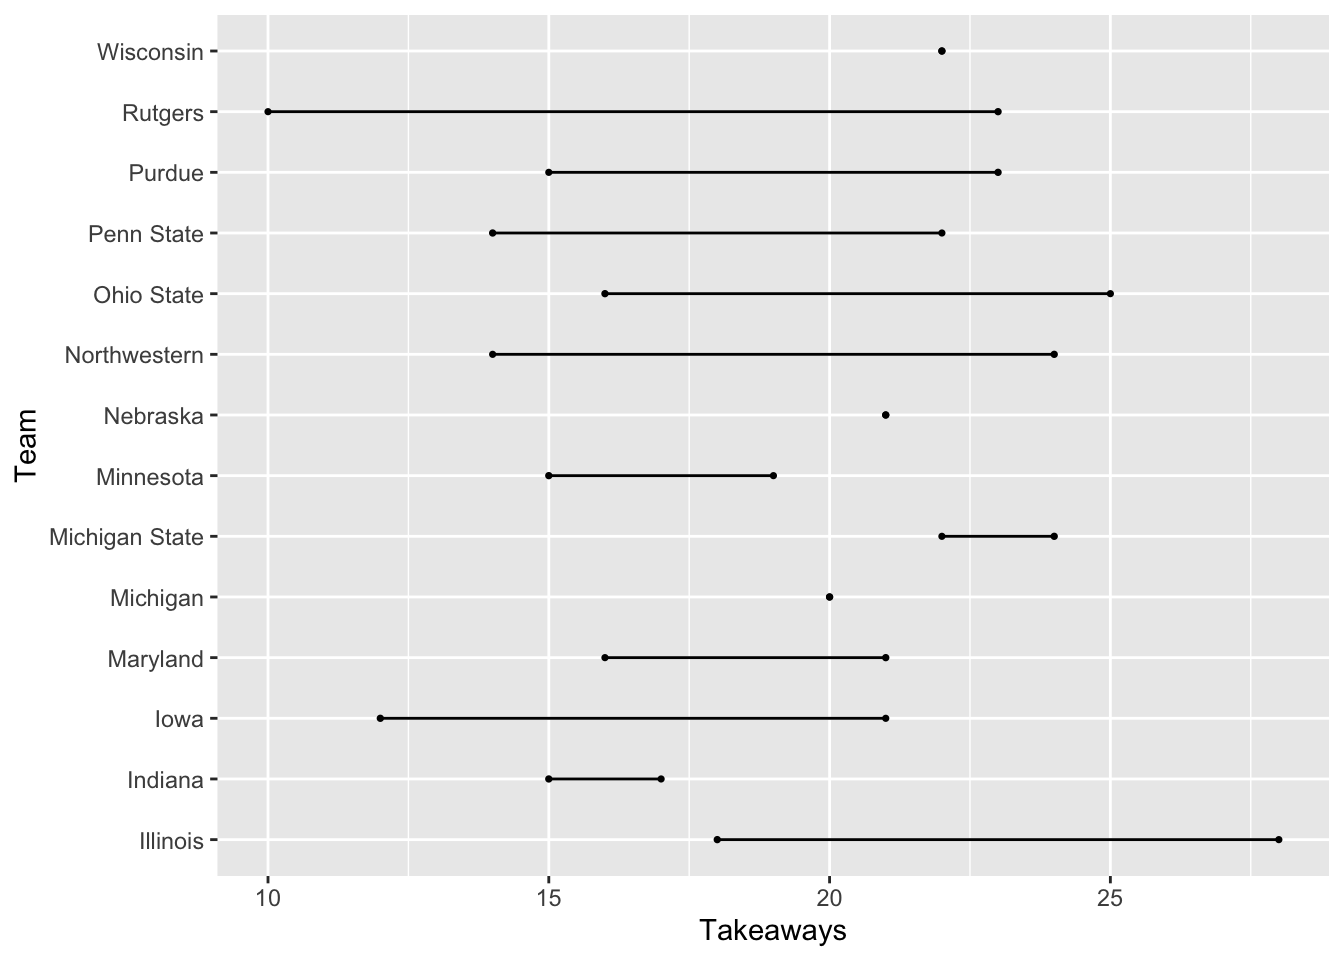 Wisconsin
Rutgers
Purdue
Penn State
Ohio State
Northwestern
Nebraska
Minnesota
Michigan State
Michigan
Maryland
Iowa
Indiana
Illinois
Team
10 15 20 25
Takeaways